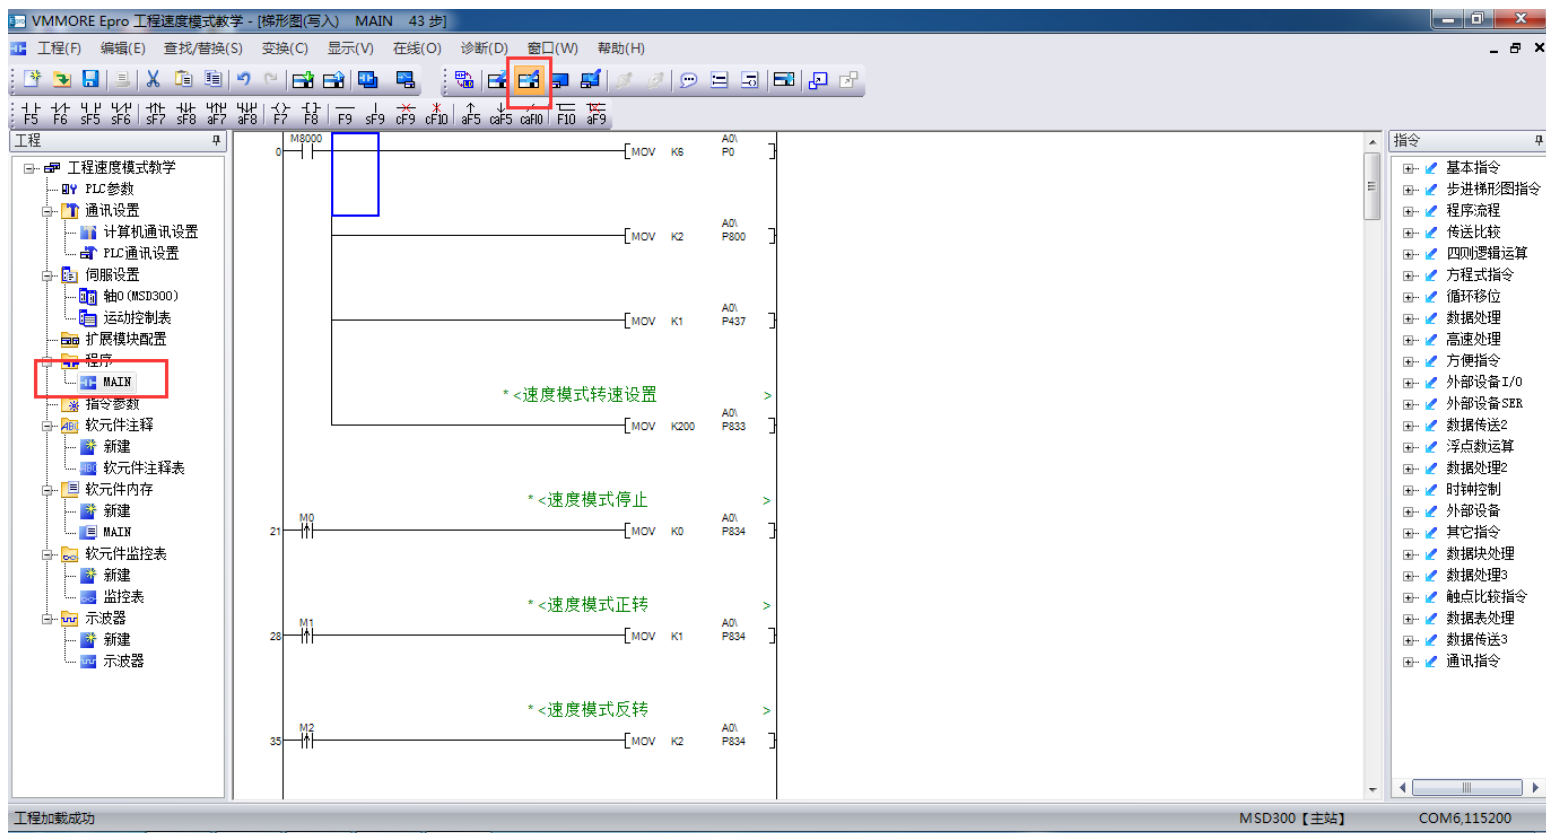 VMMORE Epro 工程速度模式教学 - [梯形图(写入) MAIN 43 步]
工程(F) 编辑(E) 查找/替换(S) 变换(C) 显示(V) 在线(O) 诊断(D) 窗口(W) 帮助(H)
F5 F6 sF5 sF6 sF7 sF8 aF7 aF8 F7 F8 F9 sF9 cF9 cF10 aF5 caF5 caF10 F10 aF9
工程
工程速度模式教学
PLC参数
通讯设置
计算机通讯设置
PLC通讯设置
伺服设置
轴0(MSD300)
运动控制表
扩展模块配置
程序
MAIN
指令参数
软元件注释
新建
软元件注释表
软元件内存
新建
MAIN
软元件监控表
新建
监控表
示波器
新建
示波器
M8000 A0\
0 MOV K6 P0
A0\
MOV K2 P800
A0\
MOV K1 P437
*<速度模式转速设置 >
A0\
MOV K200 P833
*<速度模式停止 >
M0 A0\
21 MOV K0 P834
*<速度模式正转 >
M1 A0\
28 MOV K1 P834
*<速度模式反转 >
M2 A0\
35 MOV K2 P834
指令
基本指令
步进梯形图指令
程序流程
传送比较
四则逻辑运算
方程式指令
循环移位
数据处理
高速处理
方便指令
外部设备I/O
外部设备SER
数据传送2
浮点数运算
数据处理2
时钟控制
外部设备
其它指令
数据块处理
数据处理3
触点比较指令
数据表处理
数据传送3
通讯指令
工程加载成功 MSD300【主站】 COM6,115200